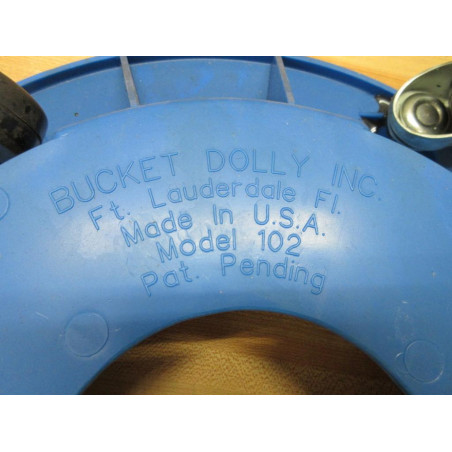 BUCKET DOLLY INC.
Ft. Lauderdale Fl.
Made In U.S.A.
Model 102
Pat. Pending